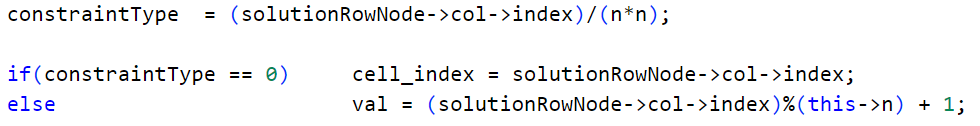 constraintType  = (solutionRowNode->col->index)/(n*n);
if(constraintType == 0)     cell_index = solutionRowNode->col->index;
else                        val = (solutionRowNode->col->index)%(this->n) + 1;